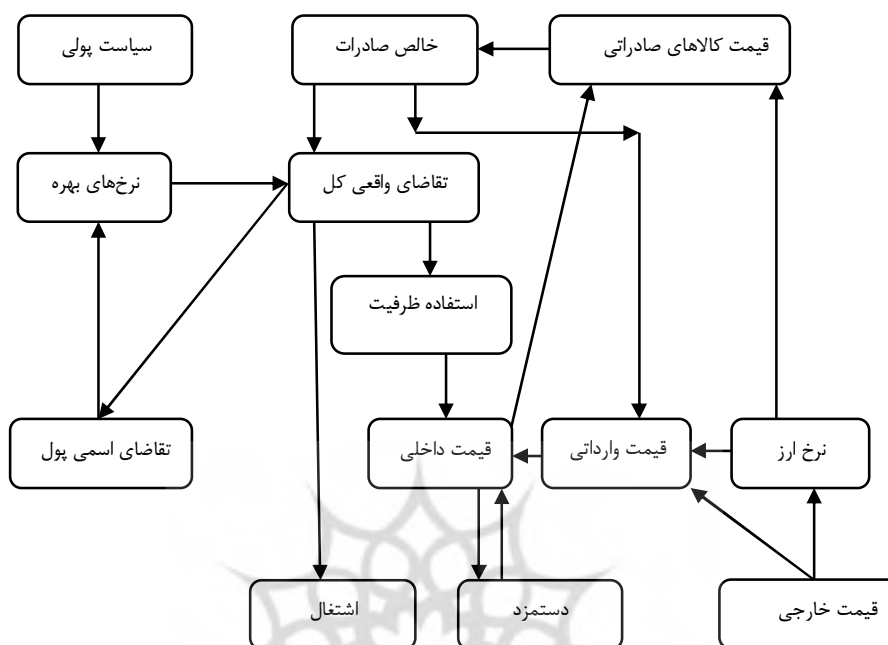 قیمت کالاهای صادراتی
خالص صادرات
سیاست پولی
تقاضای واقعی کل
نرخ‌های بهره
استفاده ظرفیت
نرخ ارز
قیمت وارداتی
قیمت داخلی
تقاضای اسمی پول
قیمت خارجی
دستمزد
اشتغال